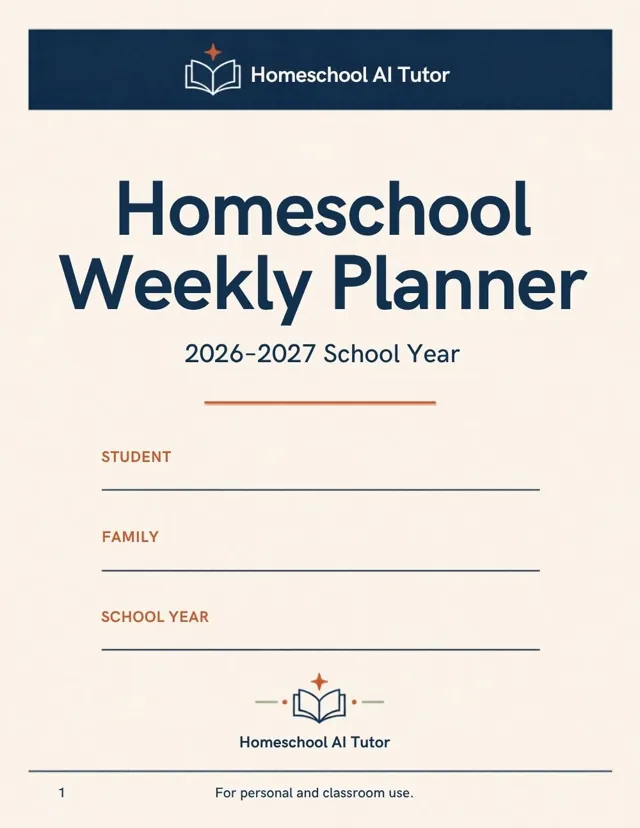 Homeschool AI Tutor
Homeschool
Weekly Planner
2026–2027 School Year
STUDENT
FAMILY
SCHOOL YEAR
Homeschool AI Tutor
1 For personal and classroom use.